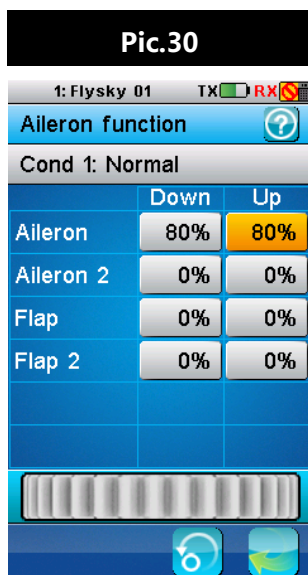 Pic.30
1: Flysky 01 TX RX
Aileron function ?
Cond 1: Normal
Down Up
Aileron 80% 80%
Aileron 2 0% 0%
Flap 0% 0%
Flap 2 0% 0%